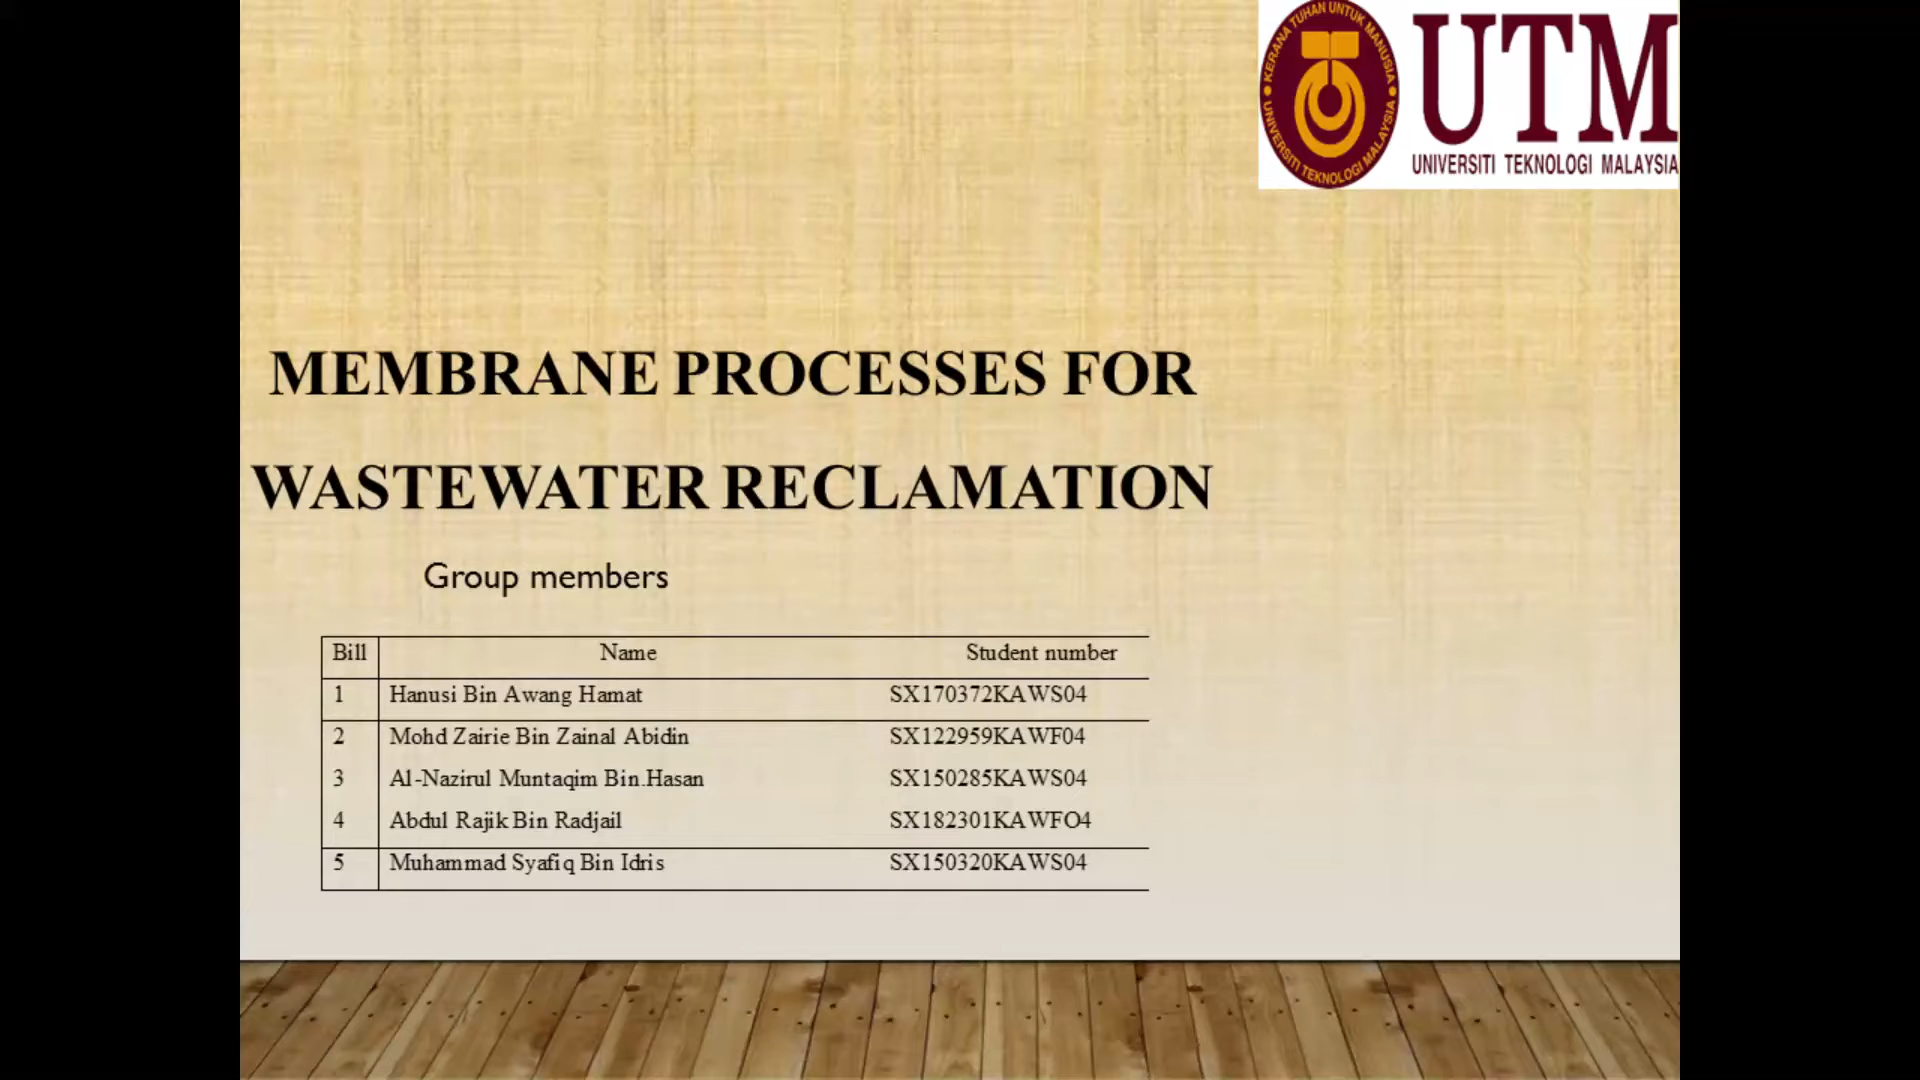 KERANA TUHAN UNTUK MANUSIA
UNIVERSITI TEKNOLOGI MALAYSIA
UTM
UNIVERSITI TEKNOLOGI MALAYSIA
MEMBRANE PROCESSES FOR
WASTEWATER RECLAMATION
Group members
Bill Name Student number
1 Hanusi Bin Awang Hamat SX170372KAWS04
2 Mohd Zairie Bin Zainal Abidin SX122959KAWF04
3 Al-Nazirul Muntaqim Bin.Hasan SX150285KAWS04
4 Abdul Rajik Bin Radjail SX182301KAWFO4
5 Muhammad Syafiq Bin Idris SX150320KAWS04